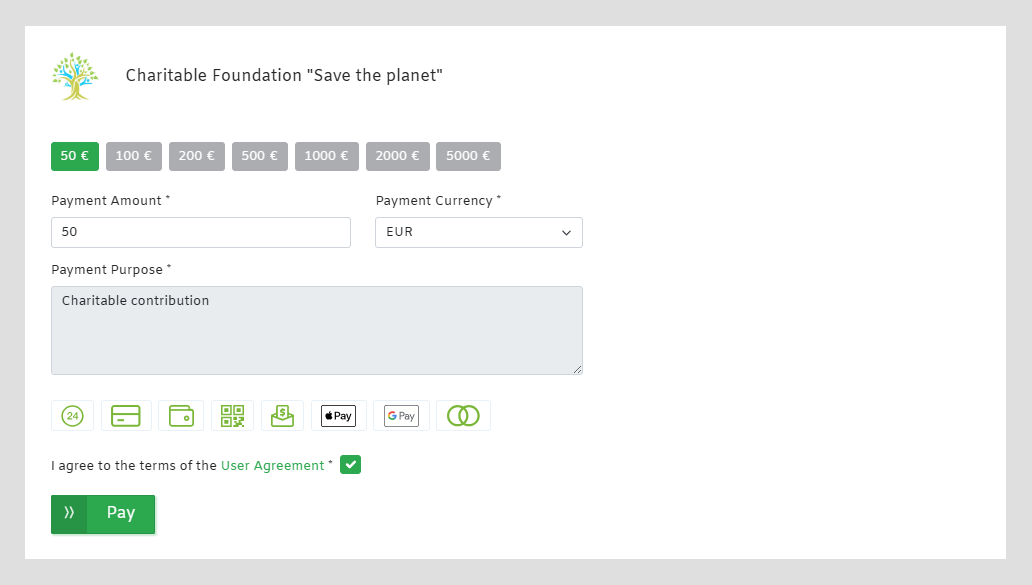 Charitable Foundation "Save the planet"
50 € 100 € 200 € 500 € 1000 € 2000 € 5000 €
Payment Amount * Payment Currency *
50 EUR
Payment Purpose *
Charitable contribution
24 $ Pay G Pay
I agree to the terms of the User Agreement *
Pay